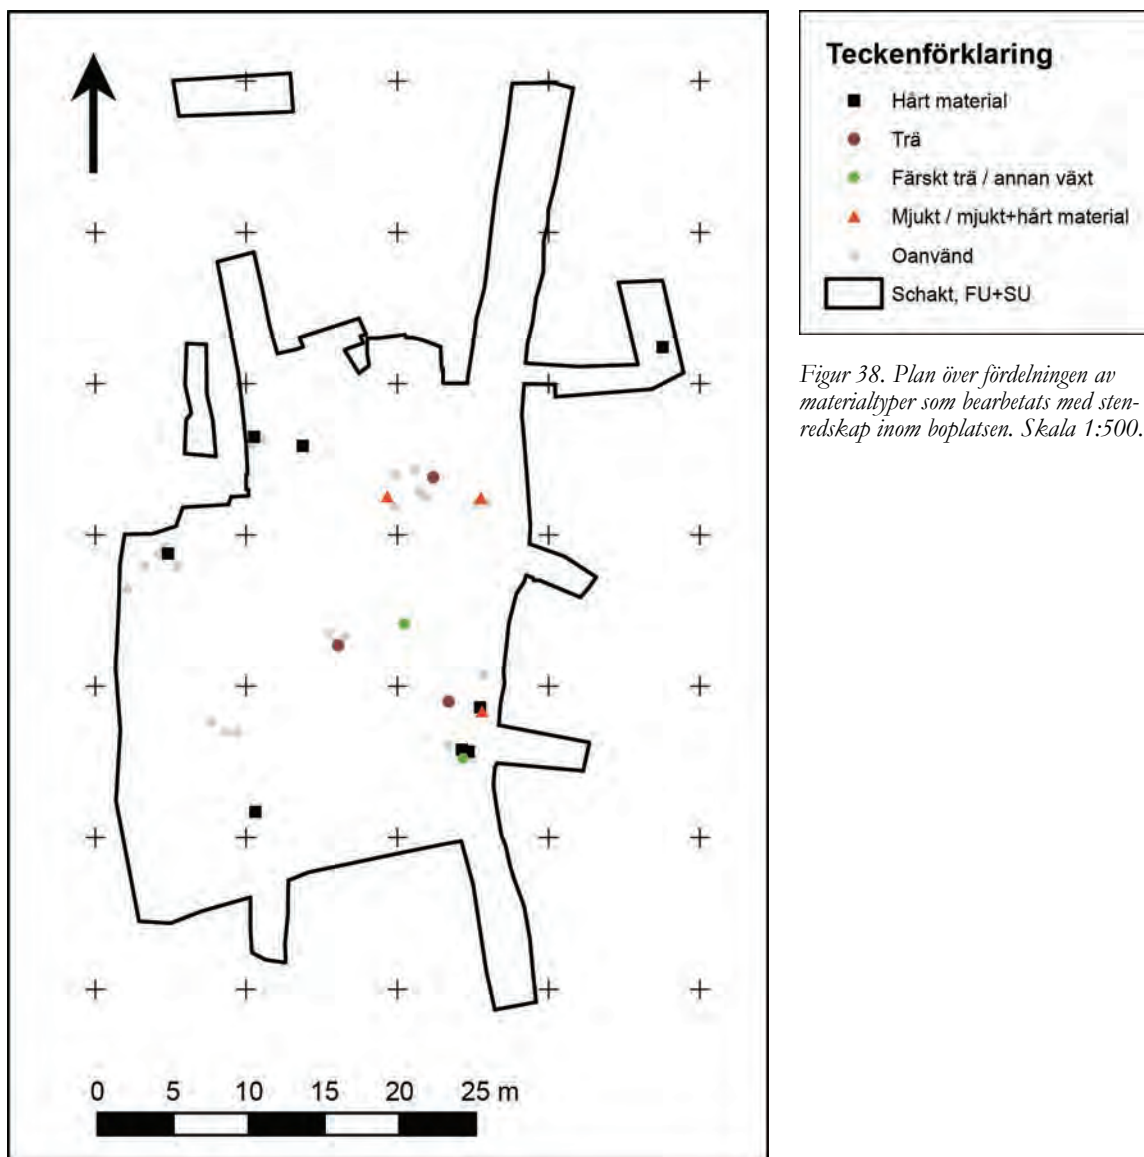 Teckenförklaring
Hårt material
Trä
Färskt trä / annan växt
Mjukt / mjukt+hårt material
Oanvänd
Schakt, FU+SU
Figur 38. Plan över fördelningen av
materialtyper som bearbetats med sten-
redskap inom boplatsen. Skala 1:500.
0 5 10 15 20 25 m